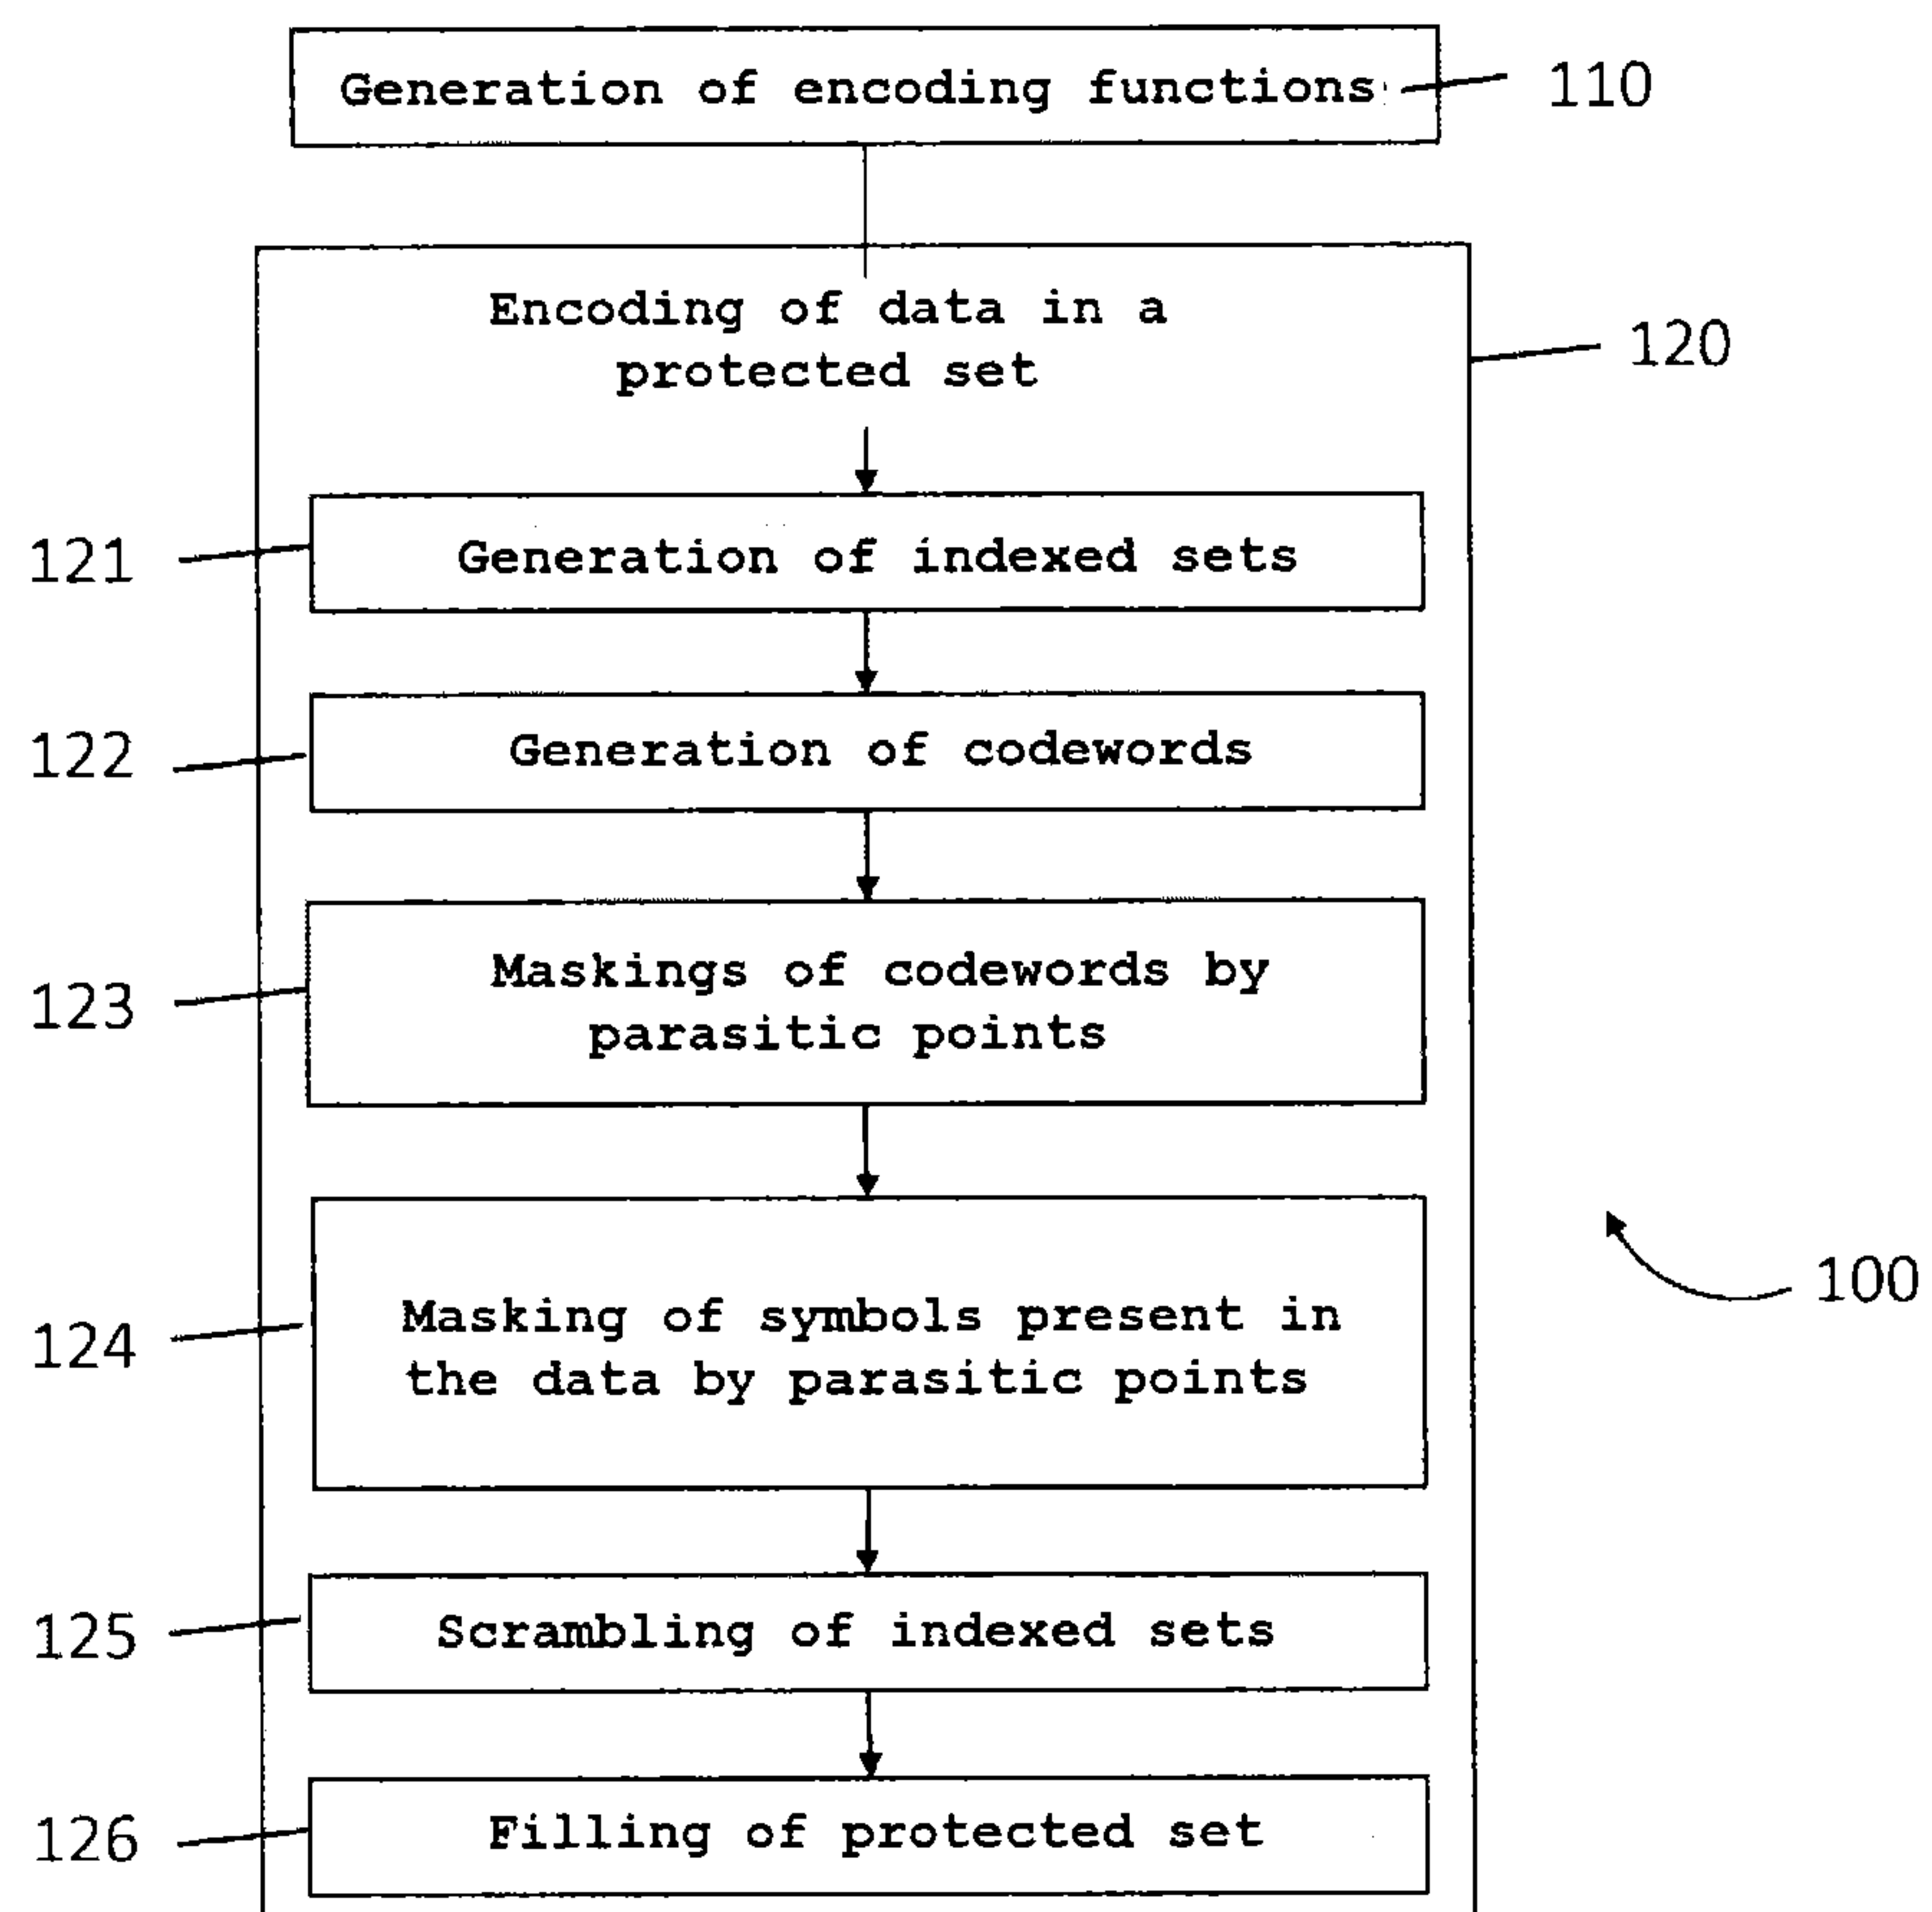 Generation of encoding functions
110
Encoding of data in a
protected set
120
121
Generation of indexed sets
122
Generation of codewords
123
Maskings of codewords by
parasitic points
124
Masking of symbols present in
the data by parasitic points
100
125
Scrambling of indexed sets
126
Filling of protected set